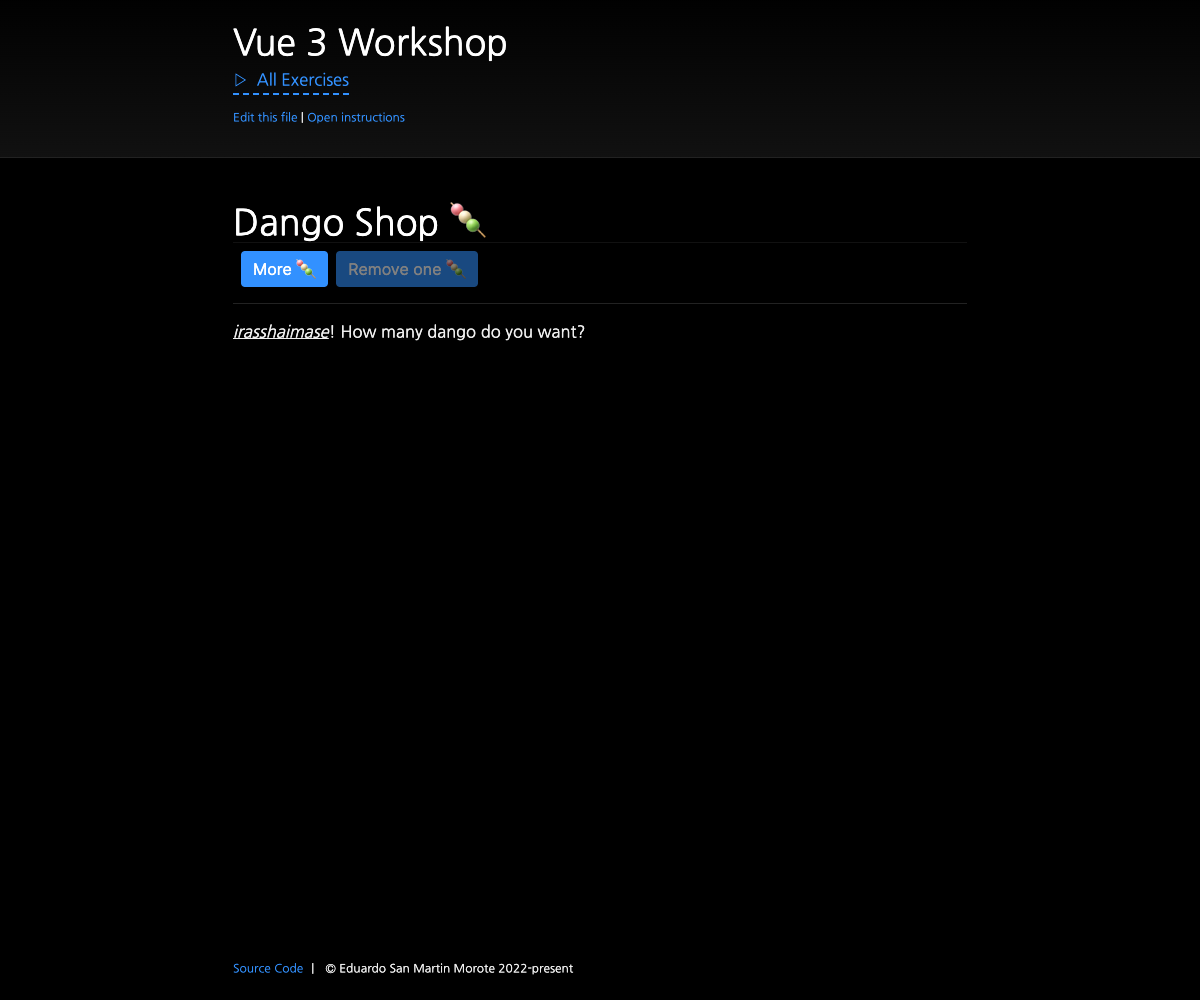 Vue 3 Workshop
▷ All Exercises
Edit this file | Open instructions
Dango Shop 🍡
More 🍡 Remove one 🍡
irasshaimase! How many dango do you want?
Source Code | © Eduardo San Martin Morote 2022-present